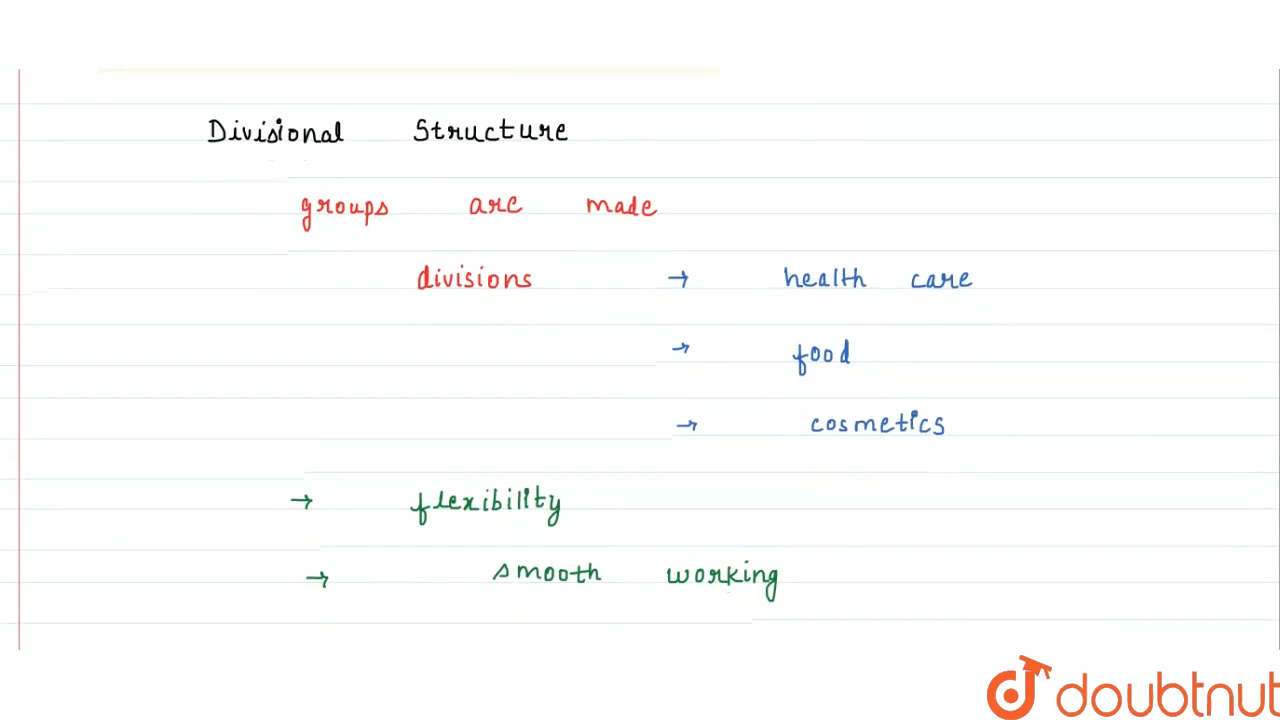 Divisional Structure
groups are made
divisions → health care
→ food
→ cosmetics
→ flexibility
→ smooth working
doubtnut